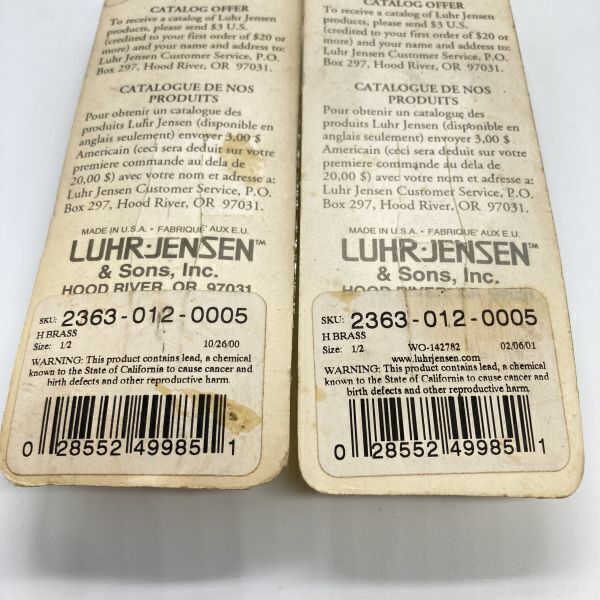 CATALOG OFFER
To receive a catalog of Luhr Jensen
products, please send $3 U.S.
(credited to your first order of $20 or
more) and your name and address to:
Luhr Jensen Customer Service, P.O.
Box 297, Hood River, OR 97031.
CATALOGUE DE NOS
PRODUITS
Pour obtenir un catalogue des
produits Luhr Jensen (disponible en
anglais seulement) envoyer 3,00 $
Americain (ceci sera deduit sur votre
premiere commande au dela de
20,00 $) avec votre nom et adresse a:
Luhr Jensen Customer Service, P.O.
Box 297, Hood River, OR 97031.
MADE IN U.S.A. • FABRIQUE' AUX E.U.
LUHR·JENSEN™
& Sons, Inc.
HOOD RIVER, OR 97031
SKU: 2363-012-0005
H BRASS
Size: 1/2 10/26/00
WARNING: This product contains lead, a chemical
known to the State of California to cause cancer and
birth defects and other reproductive harm.
0 28552 49985 1
CATALOG OFFER
To receive a catalog of Luhr Jensen
products, please send $3 U.S.
(credited to your first order of $20 or
more) and your name and address to:
Luhr Jensen Customer Service, P.O.
Box 297, Hood River, OR 97031.
CATALOGUE DE NOS
PRODUITS
Pour obtenir un catalogue des
produits Luhr Jensen (disponible en
anglais seulement) envoyer 3,00 $
Americain (ceci sera deduit sur votre
premiere commande au dela de
20,00 $) avec votre nom et adresse a:
Luhr Jensen Customer Service, P.O.
Box 297, Hood River, OR 97031.
MADE IN U.S.A. • FABRIQUE' AUX E.U.
LUHR·JENSEN™
& Sons, Inc.
HOOD RIVER, OR 97031
SKU: 2363-012-0005
H BRASS
Size: 1/2 WO-142782 02/06/01
www.luhrjensen.com
WARNING: This product contains lead, a chemical
known to the State of California to cause cancer and
birth defects and other reproductive harm.
0 28552 49985 1